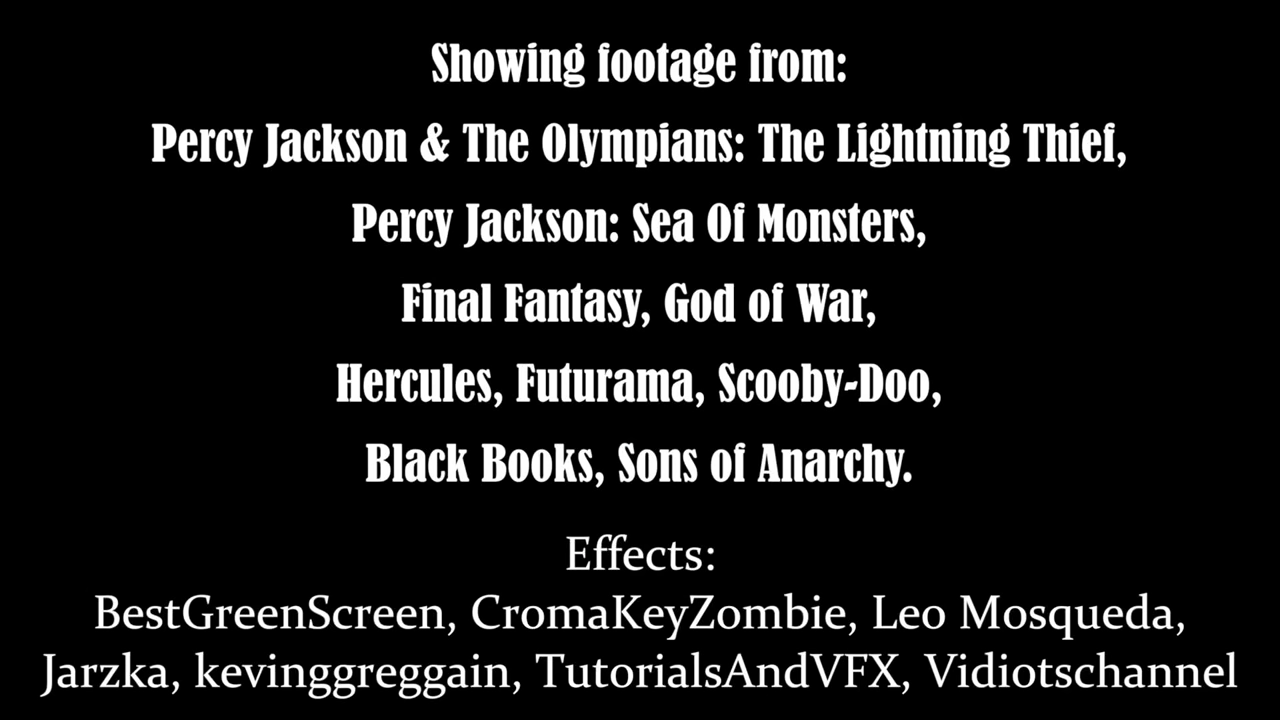 Showing footage from:
Percy Jackson & The Olympians: The Lightning Thief,
Percy Jackson: Sea Of Monsters,
Final Fantasy, God of War,
Hercules, Futurama, Scooby-Doo,
Black Books, Sons of Anarchy.
Effects:
BestGreenScreen, CromaKeyZombie, Leo Mosqueda,
Jarzka, kevinggreggain, TutorialsAndVFX, Vidiotschannel